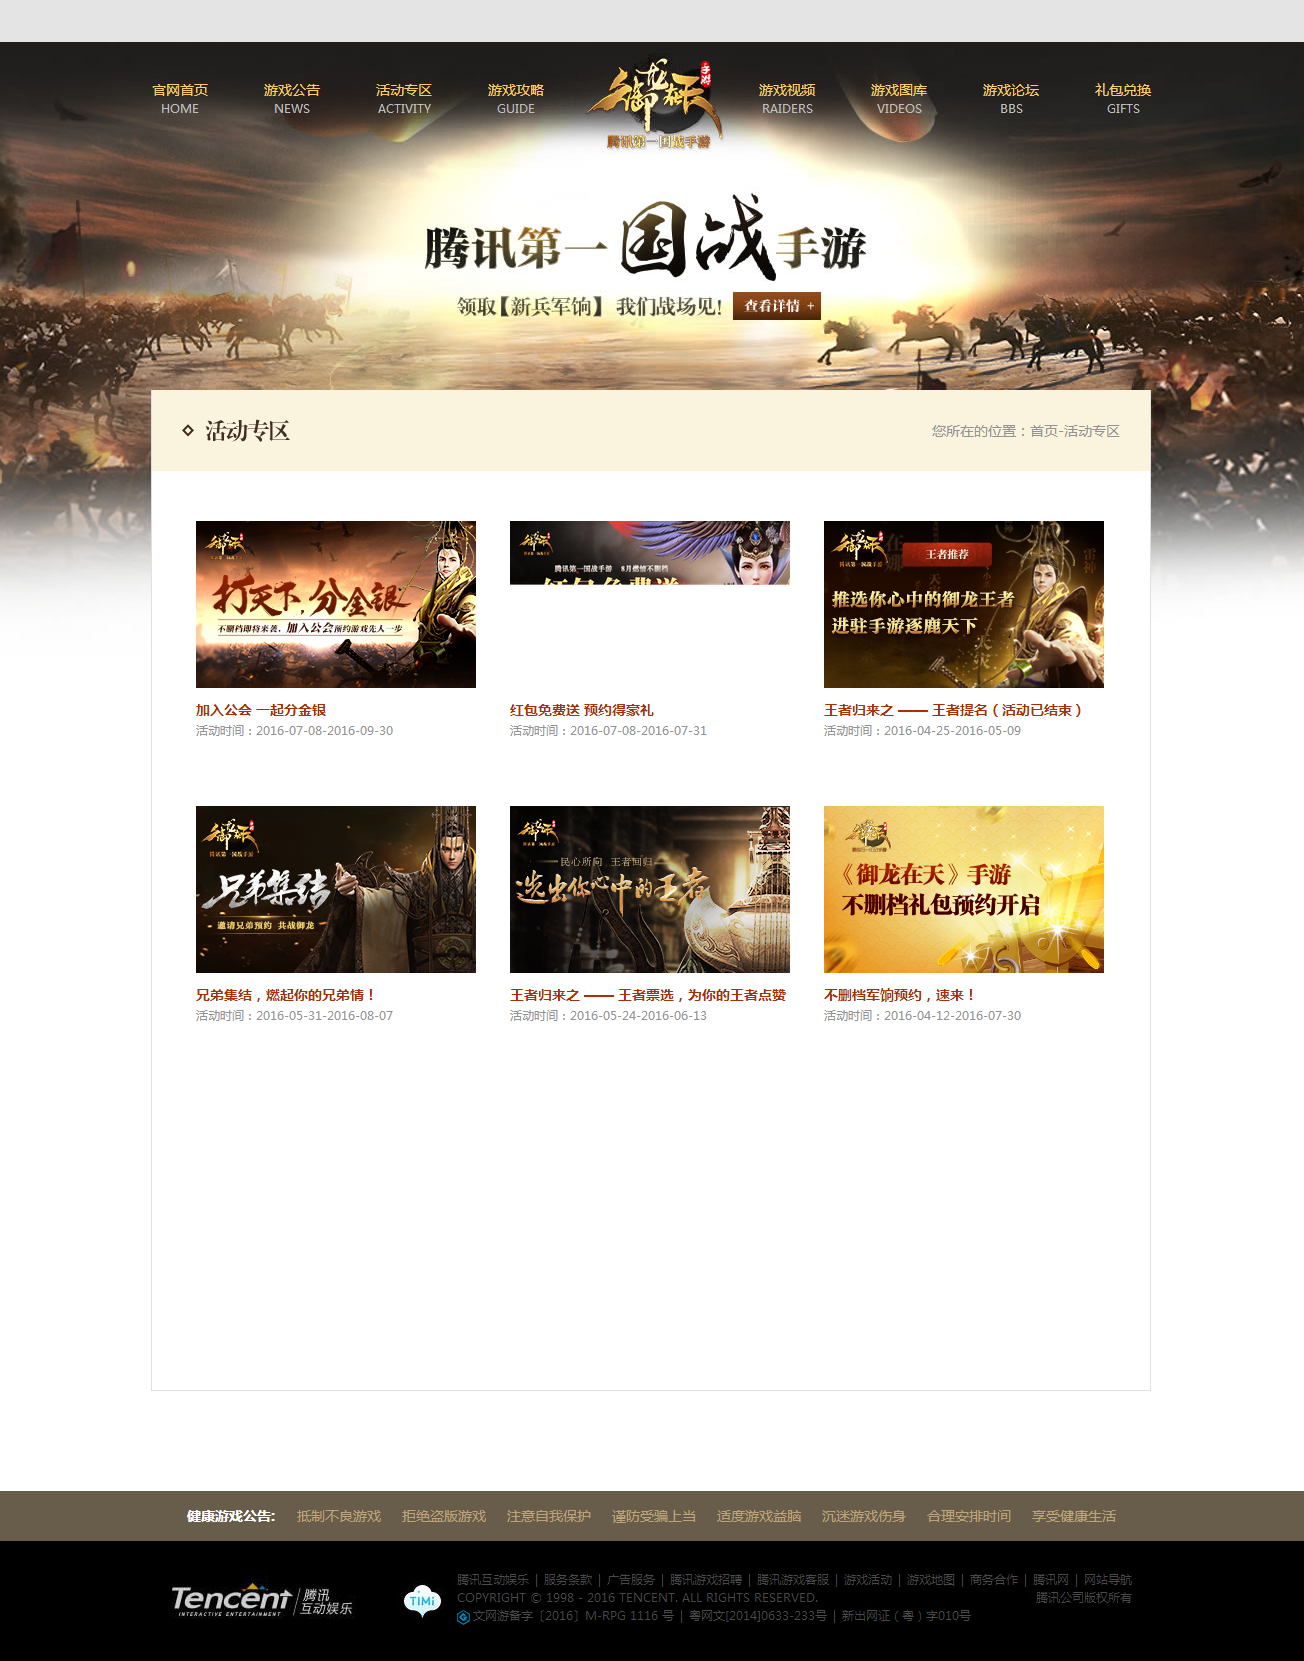 官网首页 游戏公告 活动专区 游戏攻略 游戏视频 游戏图库 游戏论坛 礼包兑换
HOME NEWS ACTIVITY GUIDE RAIDERS VIDEOS BBS GIFTS
御龙在天
手游
腾讯第一国战手游
腾讯第一国战手游
领取【新兵军饷】 我们战场见!
查看详情 +
活动专区
您所在的位置：首页-活动专区
打天下，分金银
不删档即将来袭，加入公会预约游戏先人一步
加入公会 一起分金银
活动时间：2016-07-08-2016-09-30
腾讯第一国战手游 8月燃情不删档
红包免费送
红包免费送 预约得豪礼
活动时间：2016-07-08-2016-07-31
王者推荐
推选你心中的御龙王者
进驻手游逐鹿天下
王者归来之 —— 王者提名（活动已结束）
活动时间：2016-04-25-2016-05-09
兄弟集结
邀请兄弟预约 共战御龙
兄弟集结，燃起你的兄弟情！
活动时间：2016-05-31-2016-08-07
民心所向 王者回归
选出你心中的王者
王者归来之 —— 王者票选，为你的王者点赞
活动时间：2016-05-24-2016-06-13
《御龙在天》手游
不删档礼包预约开启
不删档军饷预约，速来！
活动时间：2016-04-12-2016-07-30
健康游戏公告: 抵制不良游戏 拒绝盗版游戏 注意自我保护 谨防受骗上当 适度游戏益脑 沉迷游戏伤身 合理安排时间 享受健康生活
Tencent 腾讯
INTERACTIVE ENTERTAINMENT 互动娱乐
TiMi
腾讯互动娱乐 | 服务条款 | 广告服务 | 腾讯游戏招聘 | 腾讯游戏客服 | 游戏活动 | 游戏地图 | 商务合作 | 腾讯网 | 网站导航
COPYRIGHT © 1998 - 2016 TENCENT. ALL RIGHTS RESERVED. 腾讯公司版权所有
文网游备字〔2016〕M-RPG 1116 号 | 粤网文[2014]0633-233号 | 新出网证（粤）字010号